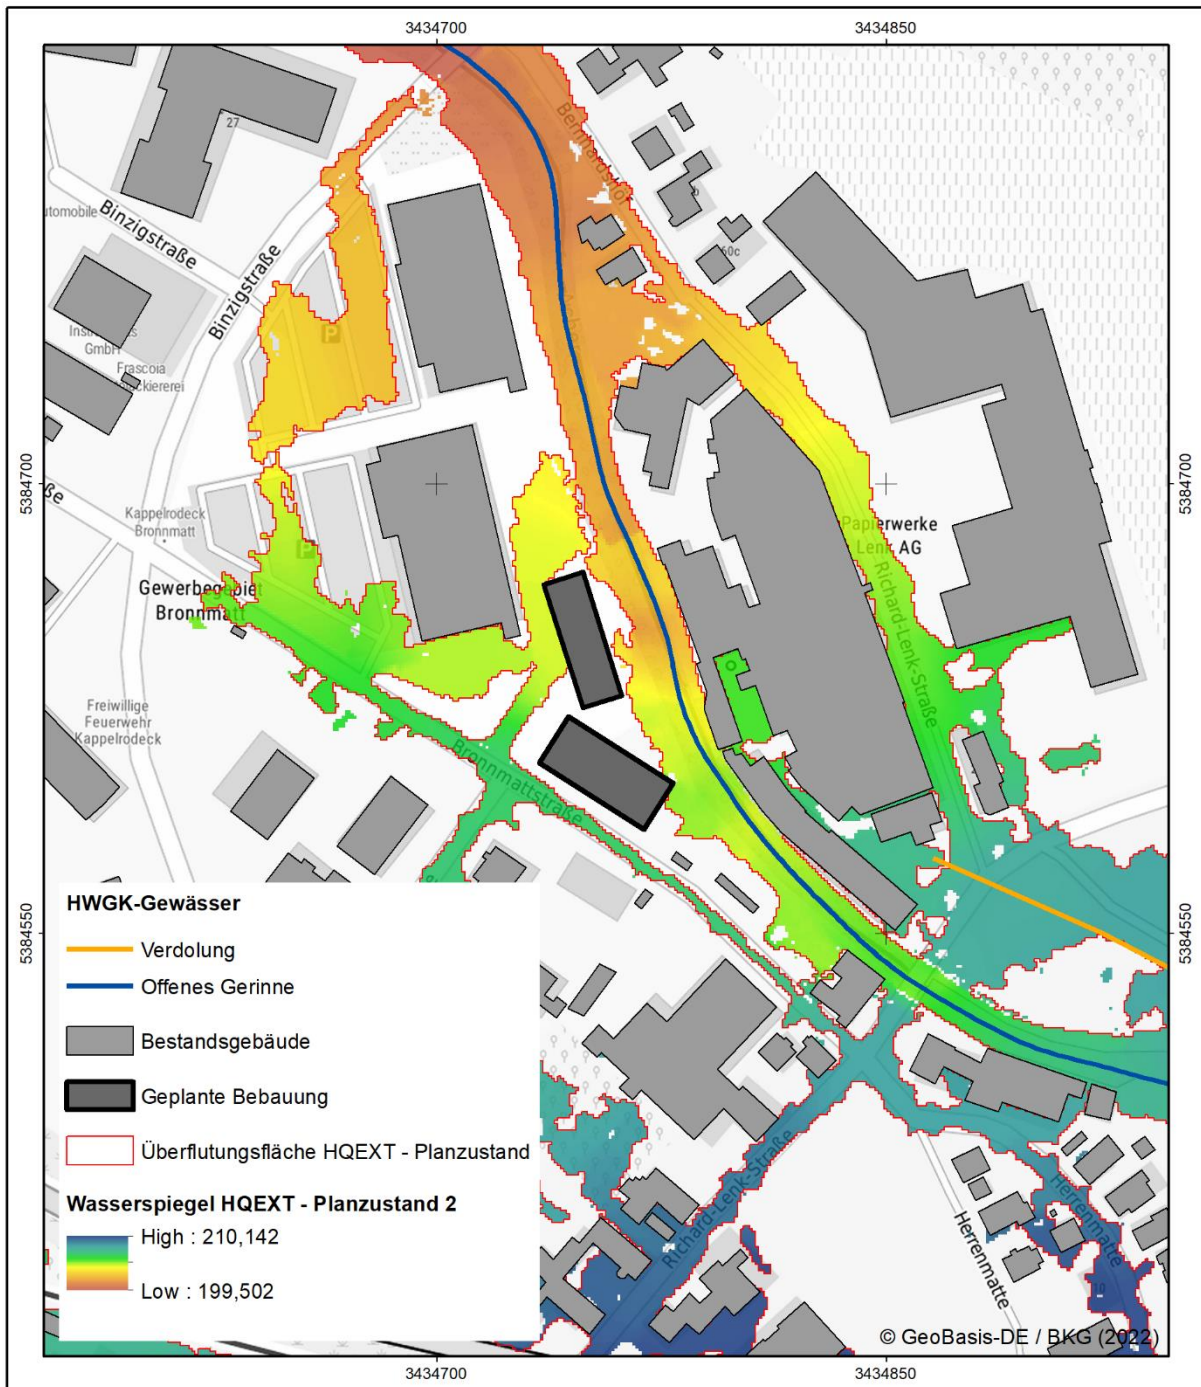 3434700
3434850
27
Bernhardshöf
utomobile
Binzigstraße
Binzigstraße
60c
GmbH
Frascoia
P
5384700
5384700
Kappelrodeck
Bronnmatt
Papierwerke
Lenk AG
P
Gewerbegebiet
Bronnmatt
Richard-Lenk-Straße
Freiwillige
Feuerwehr
Kappelrodeck
Bronnmattstraße
HWGK-Gewässer
Verdolung
Offenes Gerinne
Bestandsgebäude
Geplante Bebauung
Überflutungsfläche HQEXT - Planzustand
Wasserspiegel HQEXT - Planzustand 2
High : 210,142
Low : 199,502
5384550
5384550
Richard-Lenk-Straße
Herrenmatte
Herrenmatte
10
© GeoBasis-DE / BKG (2022)
3434700
3434850